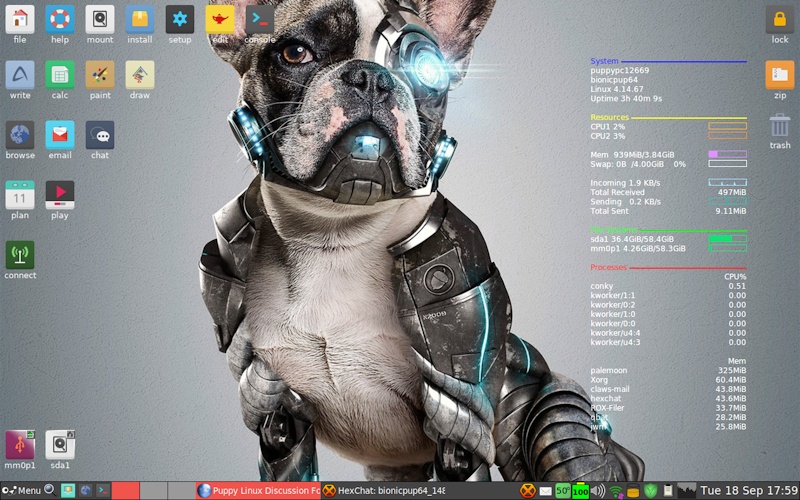 file help mount install setup edit console lock
write calc paint draw zip
browse email chat trash
plan play
11
connect
mm0p1 sda1
System
puppypc12669
bionicpup64
Linux 4.14.67
Uptime 3h 40m 9s
Resources
CPU1 2%
CPU2 3%
Mem 939MiB/3.84GiB
Swap: 0B /4.00GiB 0%
Incoming 1.9 KB/s
Total Received 497MiB
Sending 0.2 KB/s
Total Sent 9.11MiB
sda1 36.4GiB/58.4GiB
mm0p1 4.26GiB/58.3GiB
Processes
CPU%
conky 0.51
kworker/1:1 0.00
kworker/0:2 0.00
kworker/1:0 0.00
kworker/0:0 0.00
kworker/u4:4 0.00
kworker/u4:3 0.00
Mem
palemoon 325MiB
Xorg 60.4MiB
claws-mail 43.8MiB
hexchat 43.6MiB
ROX-Filer 33.7MiB
28.2MiB
jwm 25.8MiB
Menu Puppy Linux Discussion Fo HexChat: bionicpup64_148 50° 100 Tue 18 Sep 17:59